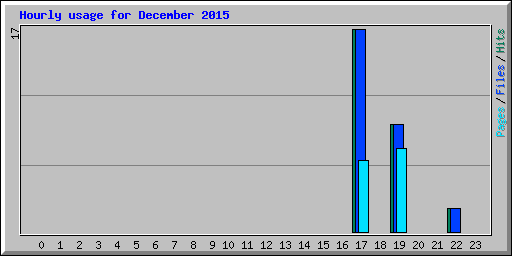 Hourly usage for December 2015
17
Pages/Files/Hits
0 1 2 3 4 5 6 7 8 9 10 11 12 13 14 15 16 17 18 19 20 21 22 23